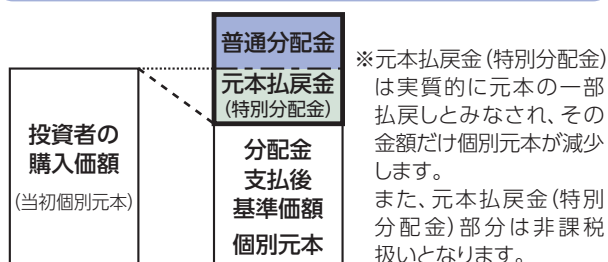 投資者の
購入価額
(当初個別元本)
普通分配金
元本払戻金
(特別分配金)
分配金
支払後
基準価額
個別元本
※元本払戻金(特別分配金)
は実質的に元本の一部
払戻しとみなされ、その
金額だけ個別元本が減少
します。
また、元本払戻金(特別
分配金)部分は非課税
扱いとなります。